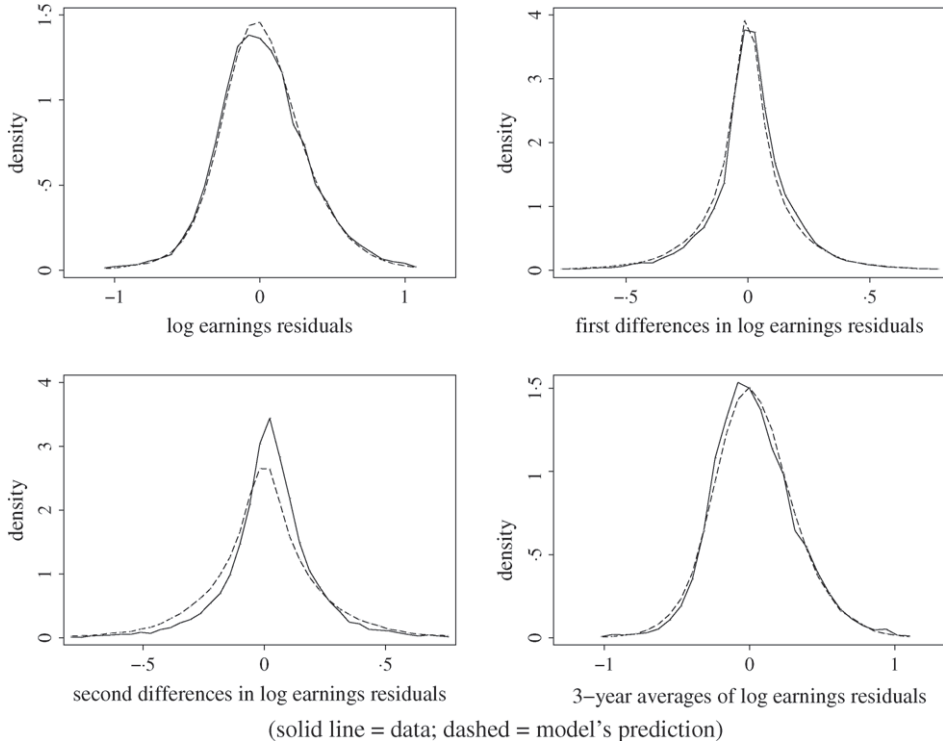 1·5
1
·5
0
density
−1 0 1
log earnings residuals
4
3
2
1
0
density
−·5 0 ·5
first differences in log earnings residuals
4
3
2
1
0
density
−·5 0 ·5
second differences in log earnings residuals
1·5
1
·5
0
density
−1 0 1
3−year averages of log earnings residuals
(solid line = data; dashed = model's prediction)